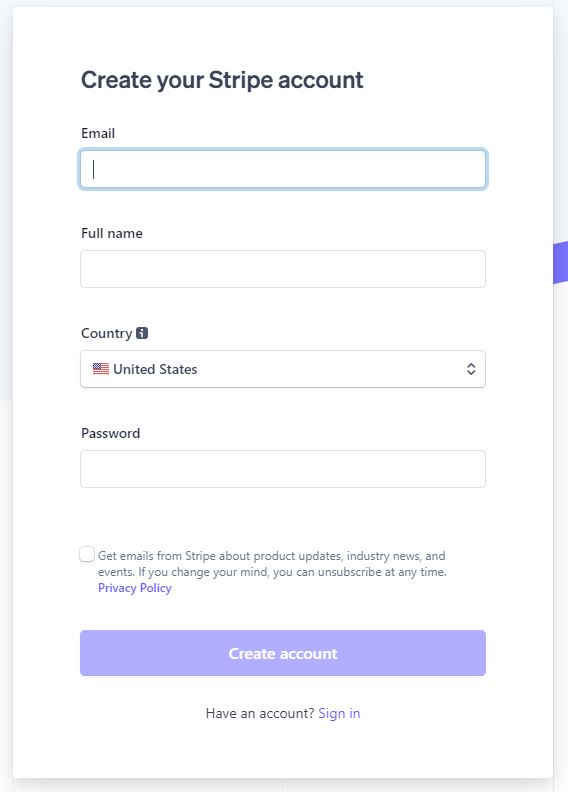 Create your Stripe account
Email
Full name
Country
United States
Password
Get emails from Stripe about product updates, industry news, and
events. If you change your mind, you can unsubscribe at any time.
Privacy Policy
Create account
Have an account? Sign in